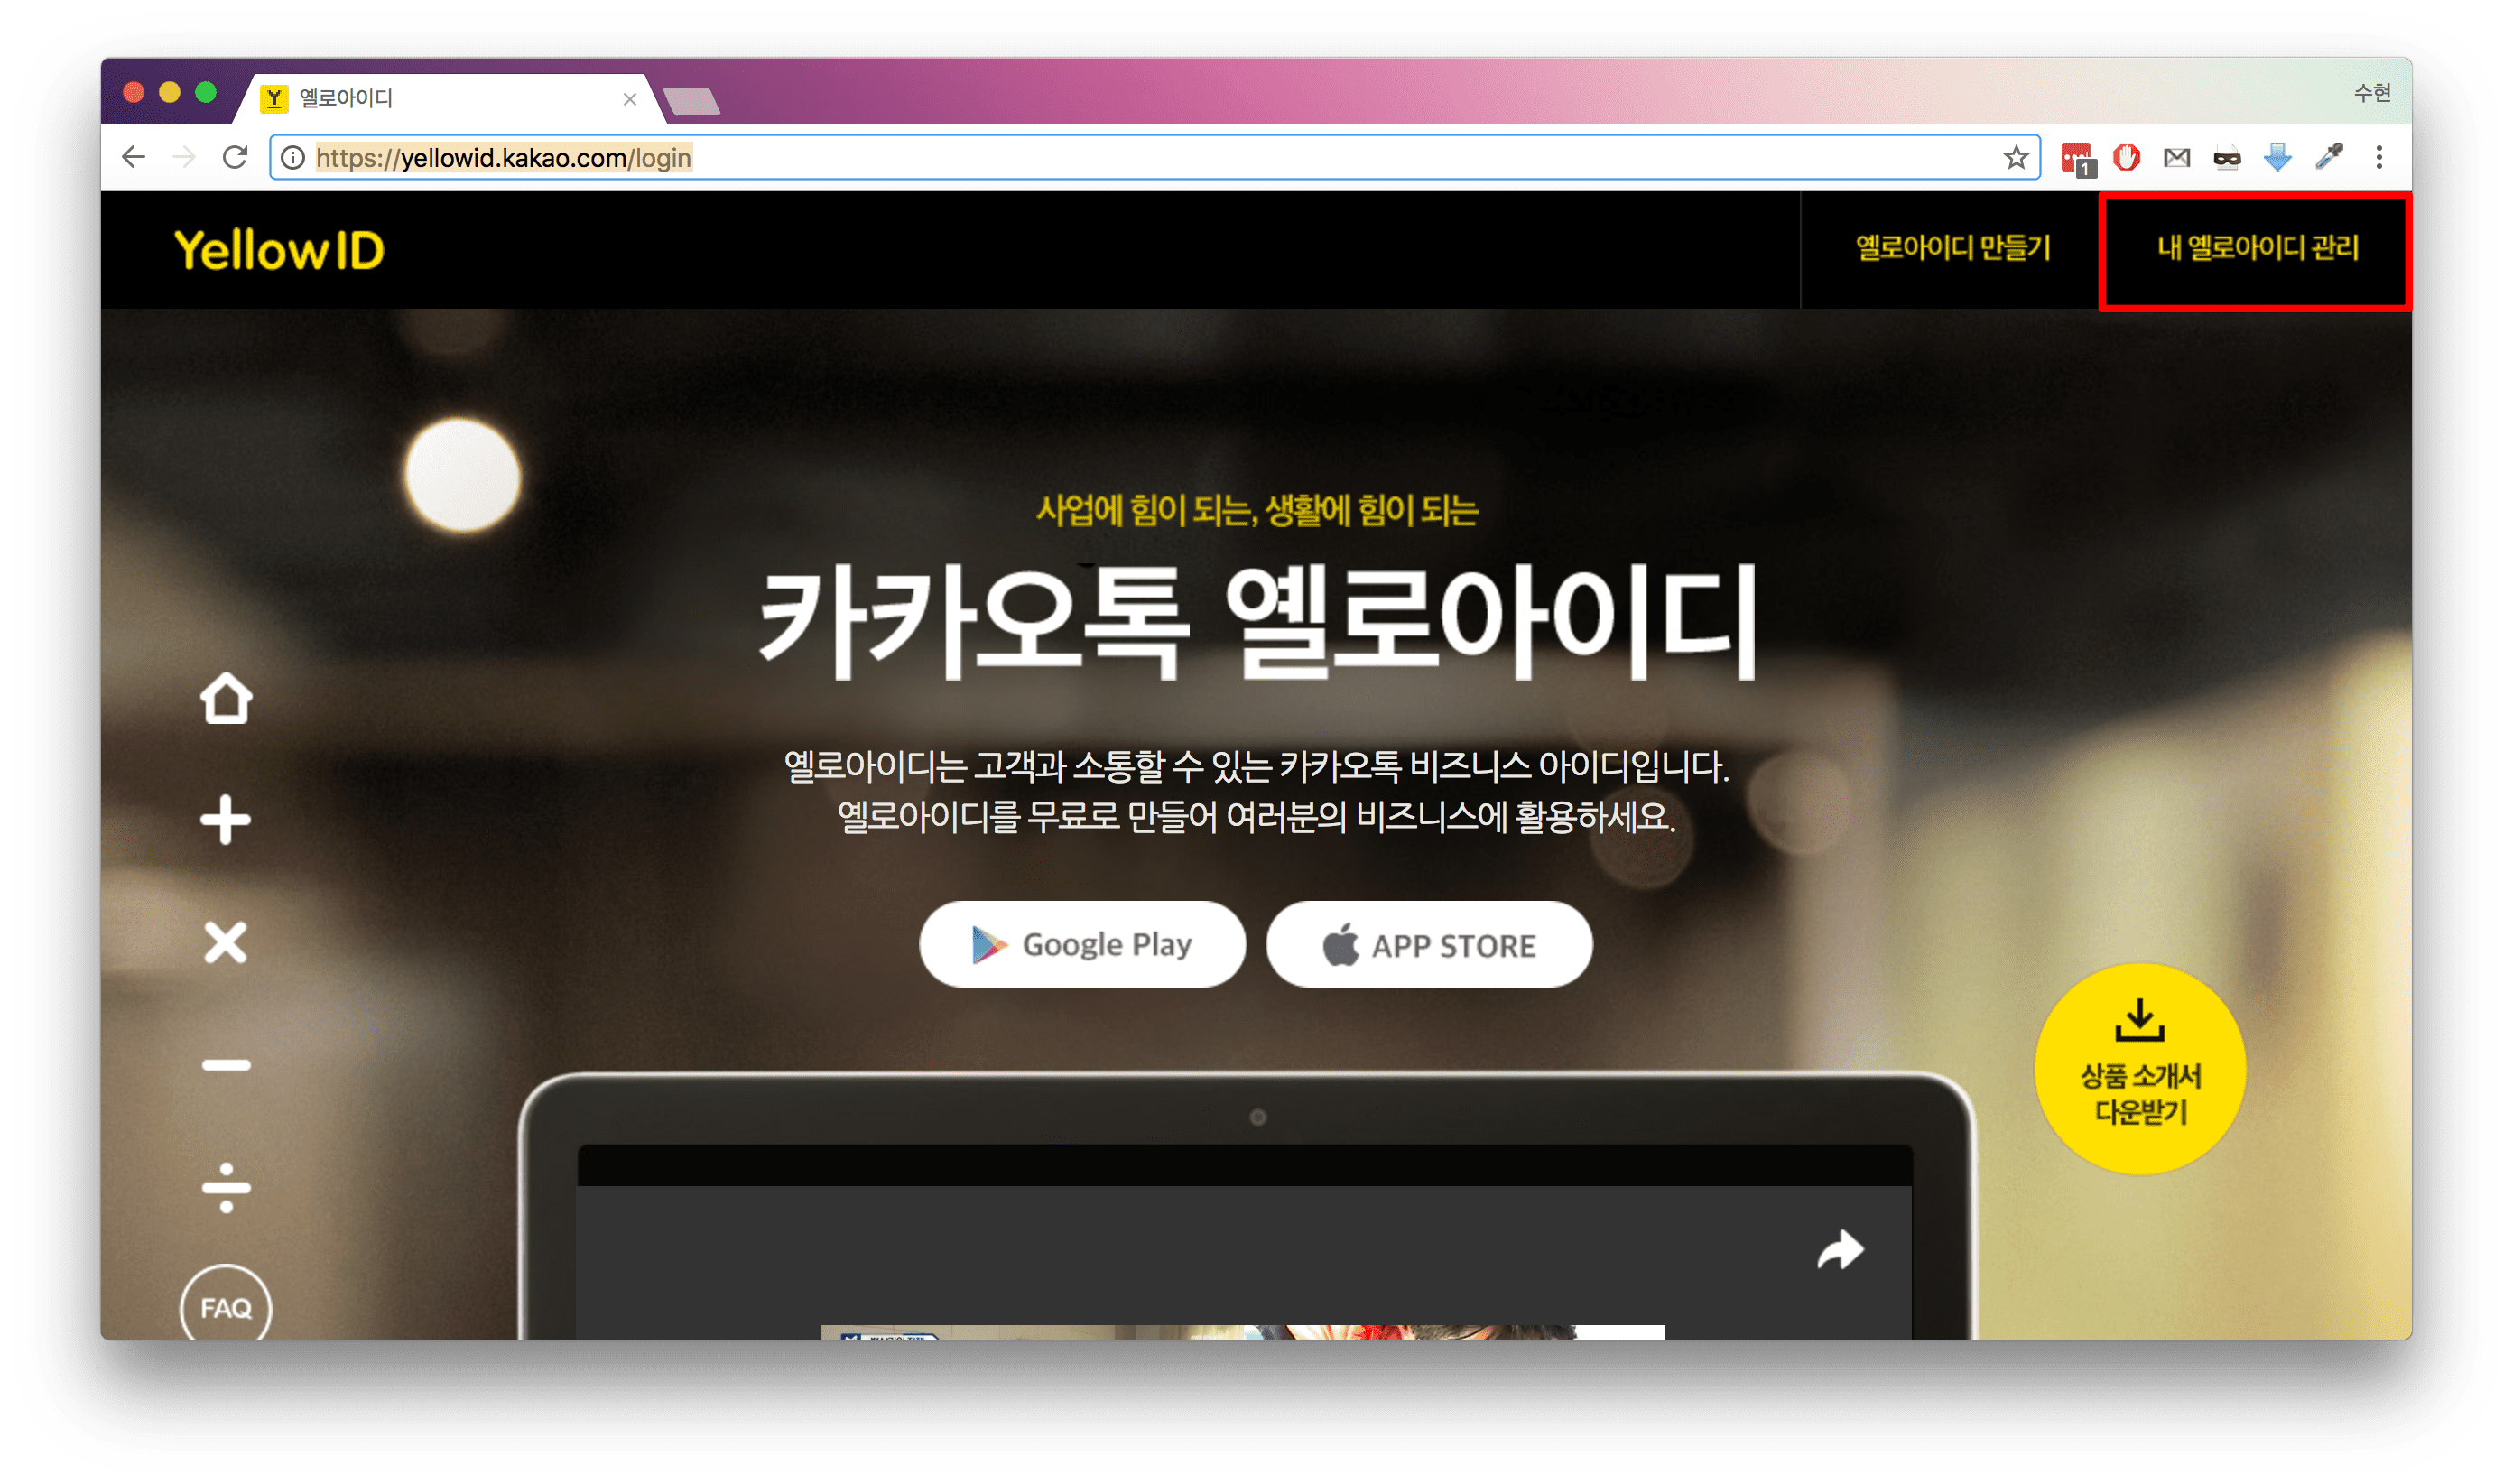 옐로아이디
수현
https://yellowid.kakao.com/login
1
Yellow ID
옐로아이디 만들기
내 옐로아이디 관리
사업에 힘이 되는, 생활에 힘이 되는
카카오톡 옐로아이디
옐로아이디는 고객과 소통할 수 있는 카카오톡 비즈니스 아이디입니다.
옐로아이디를 무료로 만들어 여러분의 비즈니스에 활용하세요.
Google Play
APP STORE
상품 소개서
다운받기
FAQ